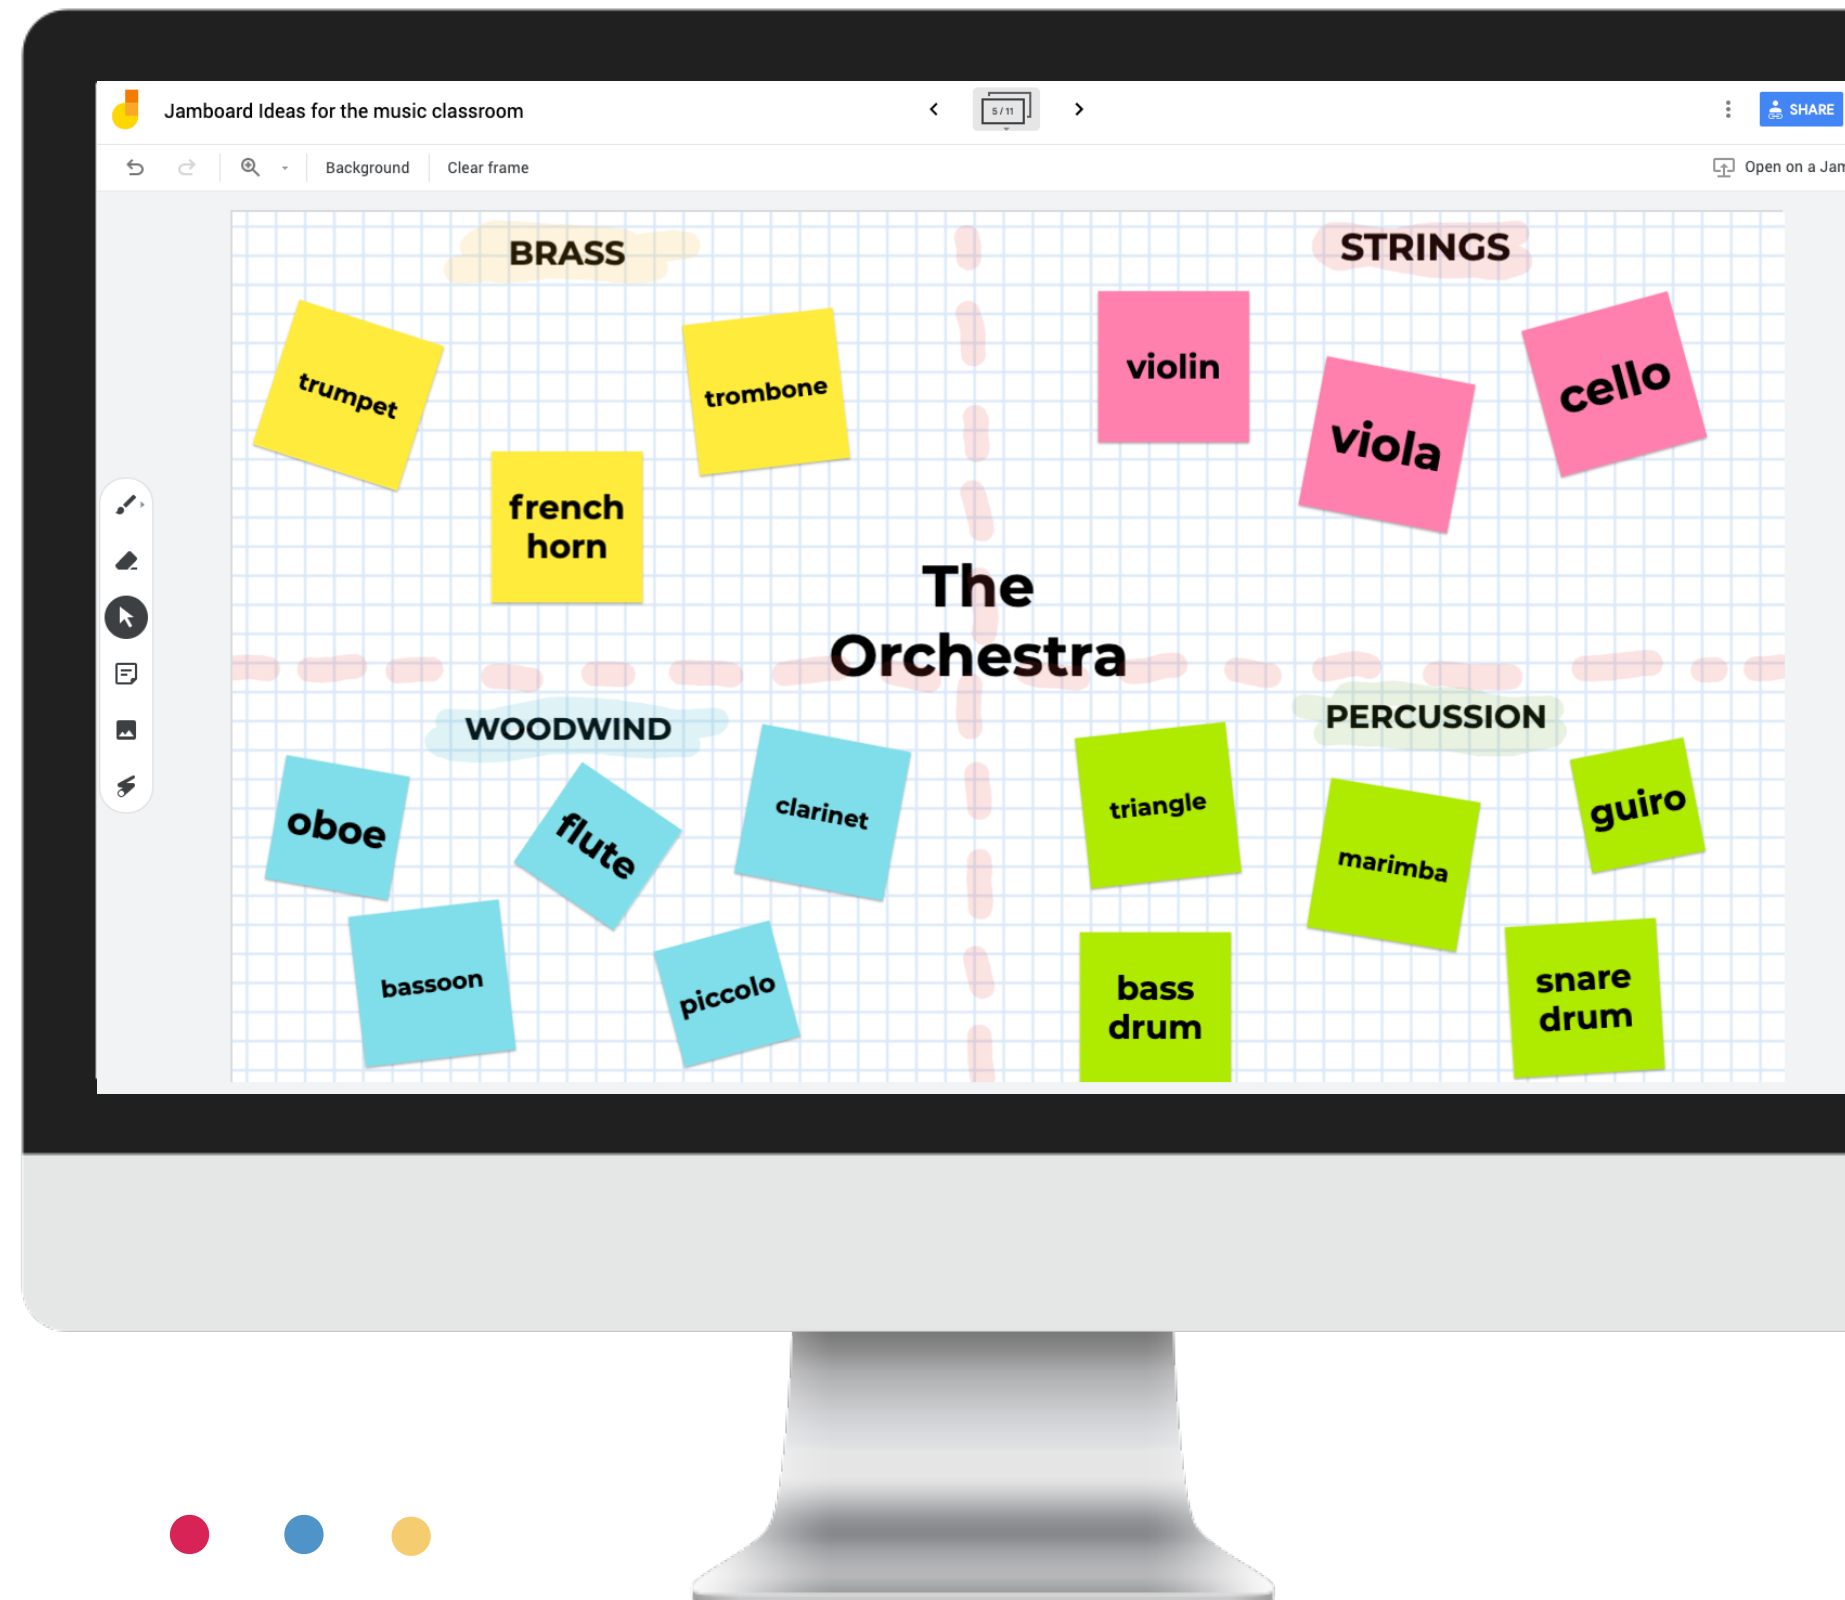 Jamboard Ideas for the music classroom
5 / 11
SHARE
Background
Clear frame
Open on a Jam
BRASS
trumpet
trombone
french
horn
STRINGS
violin
viola
cello
The
Orchestra
WOODWIND
oboe
flute
clarinet
bassoon
piccolo
PERCUSSION
triangle
marimba
guiro
bass
drum
snare
drum